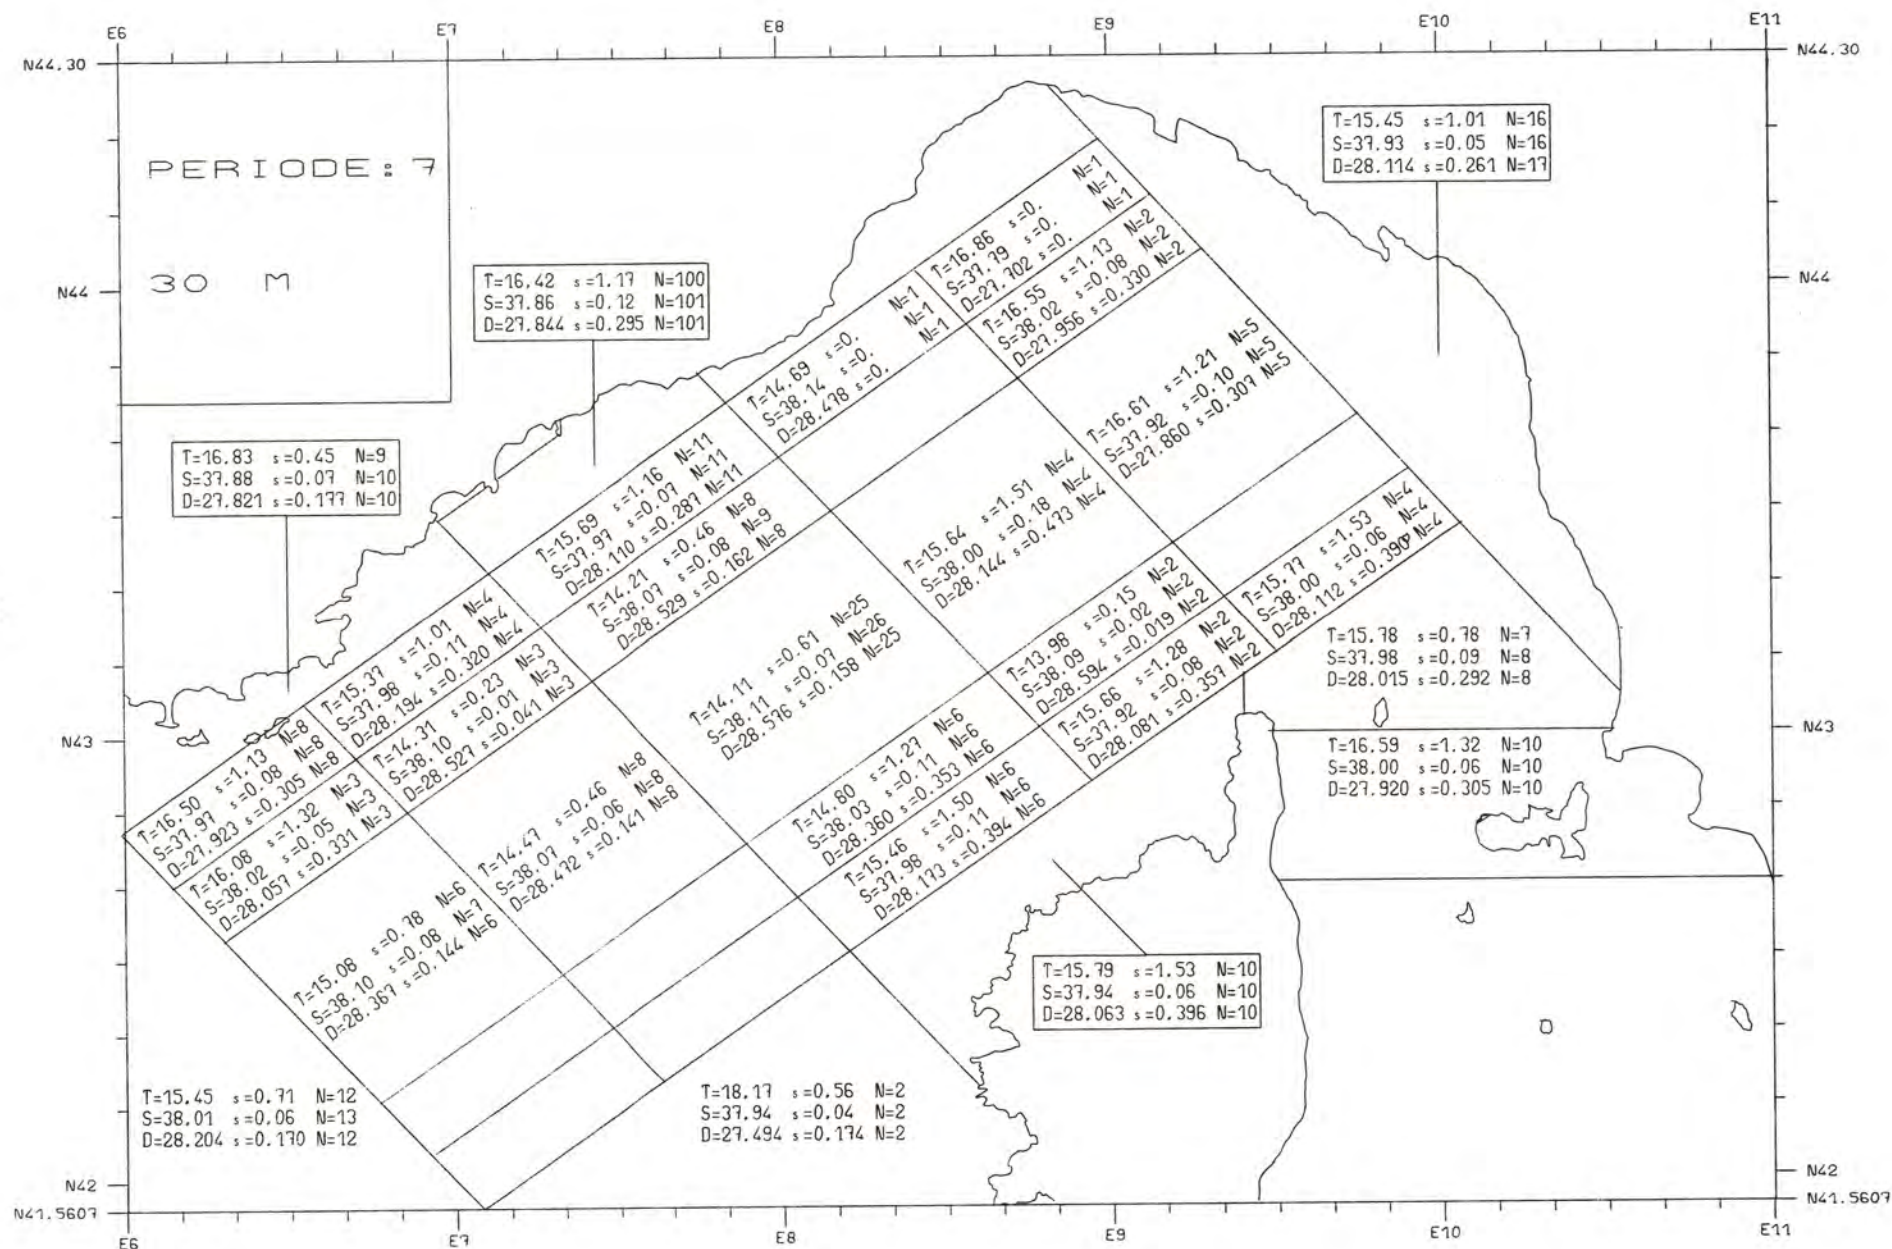 E6 E7 E8 E9 E10 E11
N44.30 N44.30
PERIODE: 7
30 M
T=15.45 s=1.01 N=16
S=37.93 s=0.05 N=16
D=28.114 s=0.261 N=17
N44 N44
T=16.42 s=1.17 N=100
S=37.86 s=0.12 N=101
D=27.844 s=0.295 N=101
T=16.83 s=0.45 N=9
S=37.88 s=0.07 N=10
D=27.821 s=0.177 N=10
T=16.86 s=0. N=1
S=37.79 s=0. N=1
D=27.702 s=0. N=1
T=16.55 s=1.13 N=2
S=38.02 s=0.08 N=2
D=27.956 s=0.330 N=2
T=14.69 s=0. N=1
S=38.14 s=0. N=1
D=28.478 s=0. N=1
T=16.61 s=1.21 N=5
S=37.92 s=0.10 N=5
D=27.860 s=0.307 N=5
T=15.69 s=1.16 N=11
S=37.97 s=0.07 N=11
D=28.110 s=0.287 N=11
T=14.21 s=0.46 N=8
S=38.07 s=0.08 N=9
D=28.529 s=0.162 N=8
T=15.64 s=1.51 N=4
S=38.00 s=0.18 N=4
D=28.144 s=0.473 N=4
T=15.77 s=1.53 N=4
S=38.00 s=0.06 N=4
D=28.112 s=0.390 N=4
T=15.37 s=1.01 N=4
S=37.98 s=0.11 N=4
D=28.194 s=0.320 N=4
T=14.31 s=0.23 N=3
S=38.10 s=0.01 N=3
D=28.527 s=0.041 N=3
T=14.11 s=0.61 N=25
S=38.11 s=0.07 N=26
D=28.576 s=0.158 N=25
T=13.98 s=0.15 N=2
S=38.09 s=0.02 N=2
D=28.594 s=0.019 N=2
T=15.66 s=1.28 N=2
S=37.92 s=0.08 N=2
D=28.081 s=0.357 N=2
T=15.78 s=0.78 N=7
S=37.98 s=0.09 N=8
D=28.015 s=0.292 N=8
N43 N43
T=16.50 s=1.13 N=8
S=37.97 s=0.08 N=8
D=27.923 s=0.305 N=8
T=16.08 s=1.32 N=3
S=38.02 s=0.05 N=3
D=28.057 s=0.331 N=3
T=14.47 s=0.46 N=8
S=38.07 s=0.06 N=8
D=28.472 s=0.141 N=8
T=14.80 s=1.27 N=6
S=38.03 s=0.11 N=6
D=28.360 s=0.353 N=6
T=15.46 s=1.50 N=6
S=37.98 s=0.11 N=6
D=28.173 s=0.394 N=6
T=16.59 s=1.32 N=10
S=38.00 s=0.06 N=10
D=27.920 s=0.305 N=10
T=15.08 s=0.78 N=6
S=38.10 s=0.08 N=7
D=28.367 s=0.144 N=6
T=15.79 s=1.53 N=10
S=37.94 s=0.06 N=10
D=28.063 s=0.396 N=10
T=15.45 s=0.71 N=12
S=38.01 s=0.06 N=13
D=28.204 s=0.170 N=12
T=18.17 s=0.56 N=2
S=37.94 s=0.04 N=2
D=27.494 s=0.174 N=2
N42 N42
N41.5607 N41.5607
E6 E7 E8 E9 E10 E11